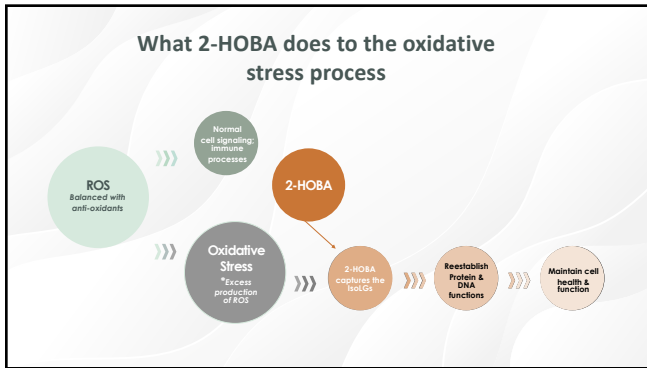 What 2-HOBA does to the oxidative
stress process
Normal
cell signaling;
immune
processes
ROS
Balanced with
anti-oxidants
2-HOBA
Oxidative
Stress
*Excess
production
of ROS
2-HOBA
captures the
IsoLGs
Reestablish
Protein &
DNA
functions
Maintain cell
health &
function